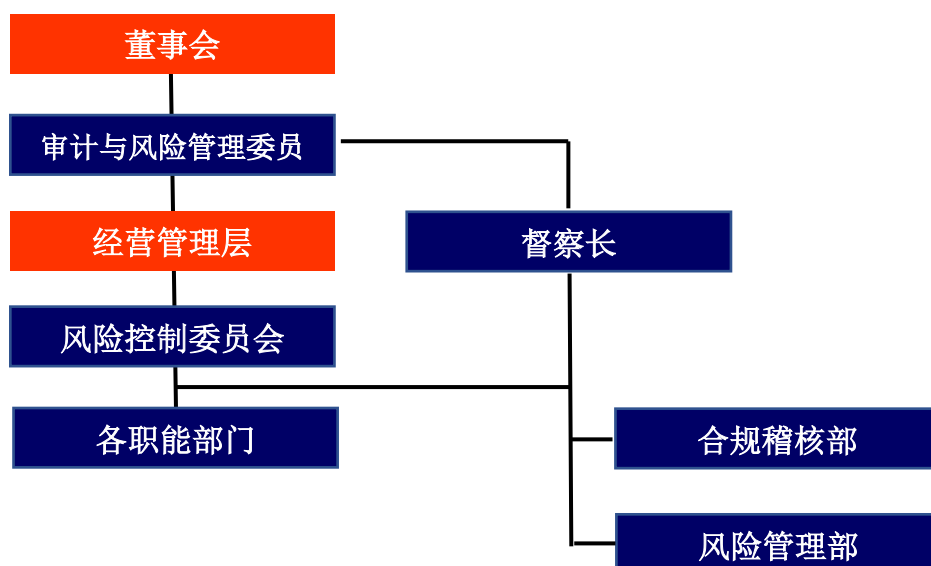 董事会
审计与风险管理委员
经营管理层
督察长
风险控制委员会
各职能部门
合规稽核部
风险管理部